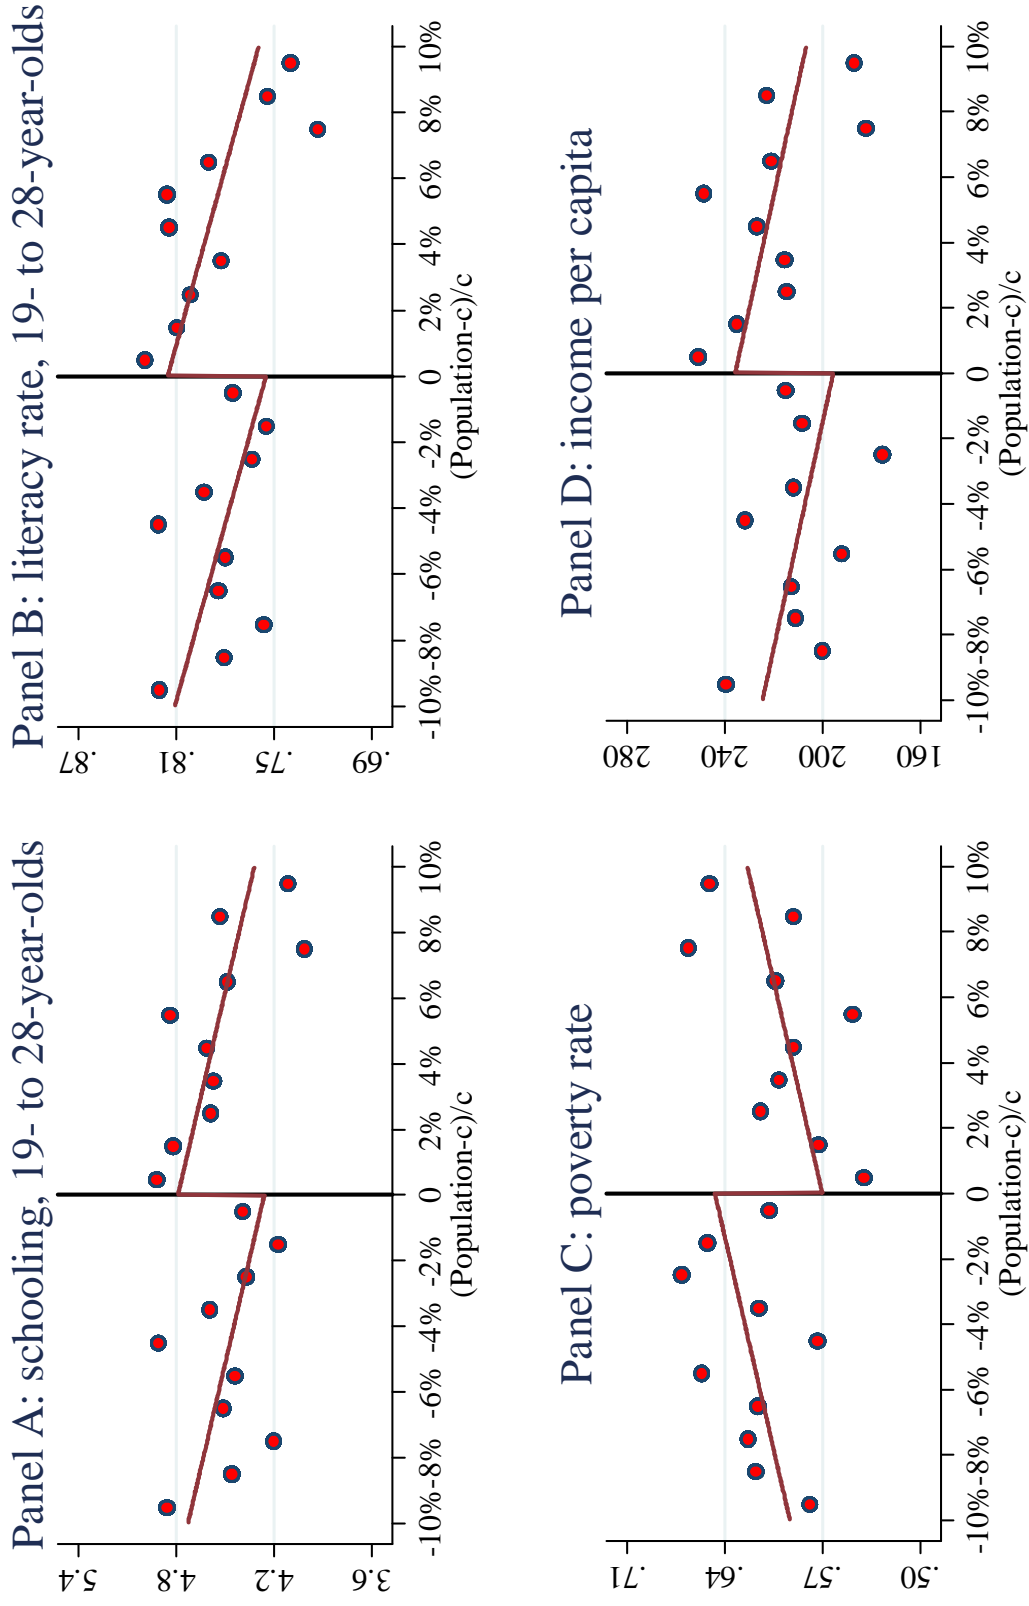 Panel A: schooling, 19- to 28-year-olds
5.4
4.8
4.2
3.6
-10% -8% -6% -4% -2% 0 2% 4% 6% 8% 10%
(Population-c)/c
Panel B: literacy rate, 19- to 28-year-olds
.87
.81
.75
.69
-10% -8% -6% -4% -2% 0 2% 4% 6% 8% 10%
(Population-c)/c
Panel C: poverty rate
.71
.64
.57
.50
-10% -8% -6% -4% -2% 0 2% 4% 6% 8% 10%
(Population-c)/c
Panel D: income per capita
280
240
200
160
-10% -8% -6% -4% -2% 0 2% 4% 6% 8% 10%
(Population-c)/c